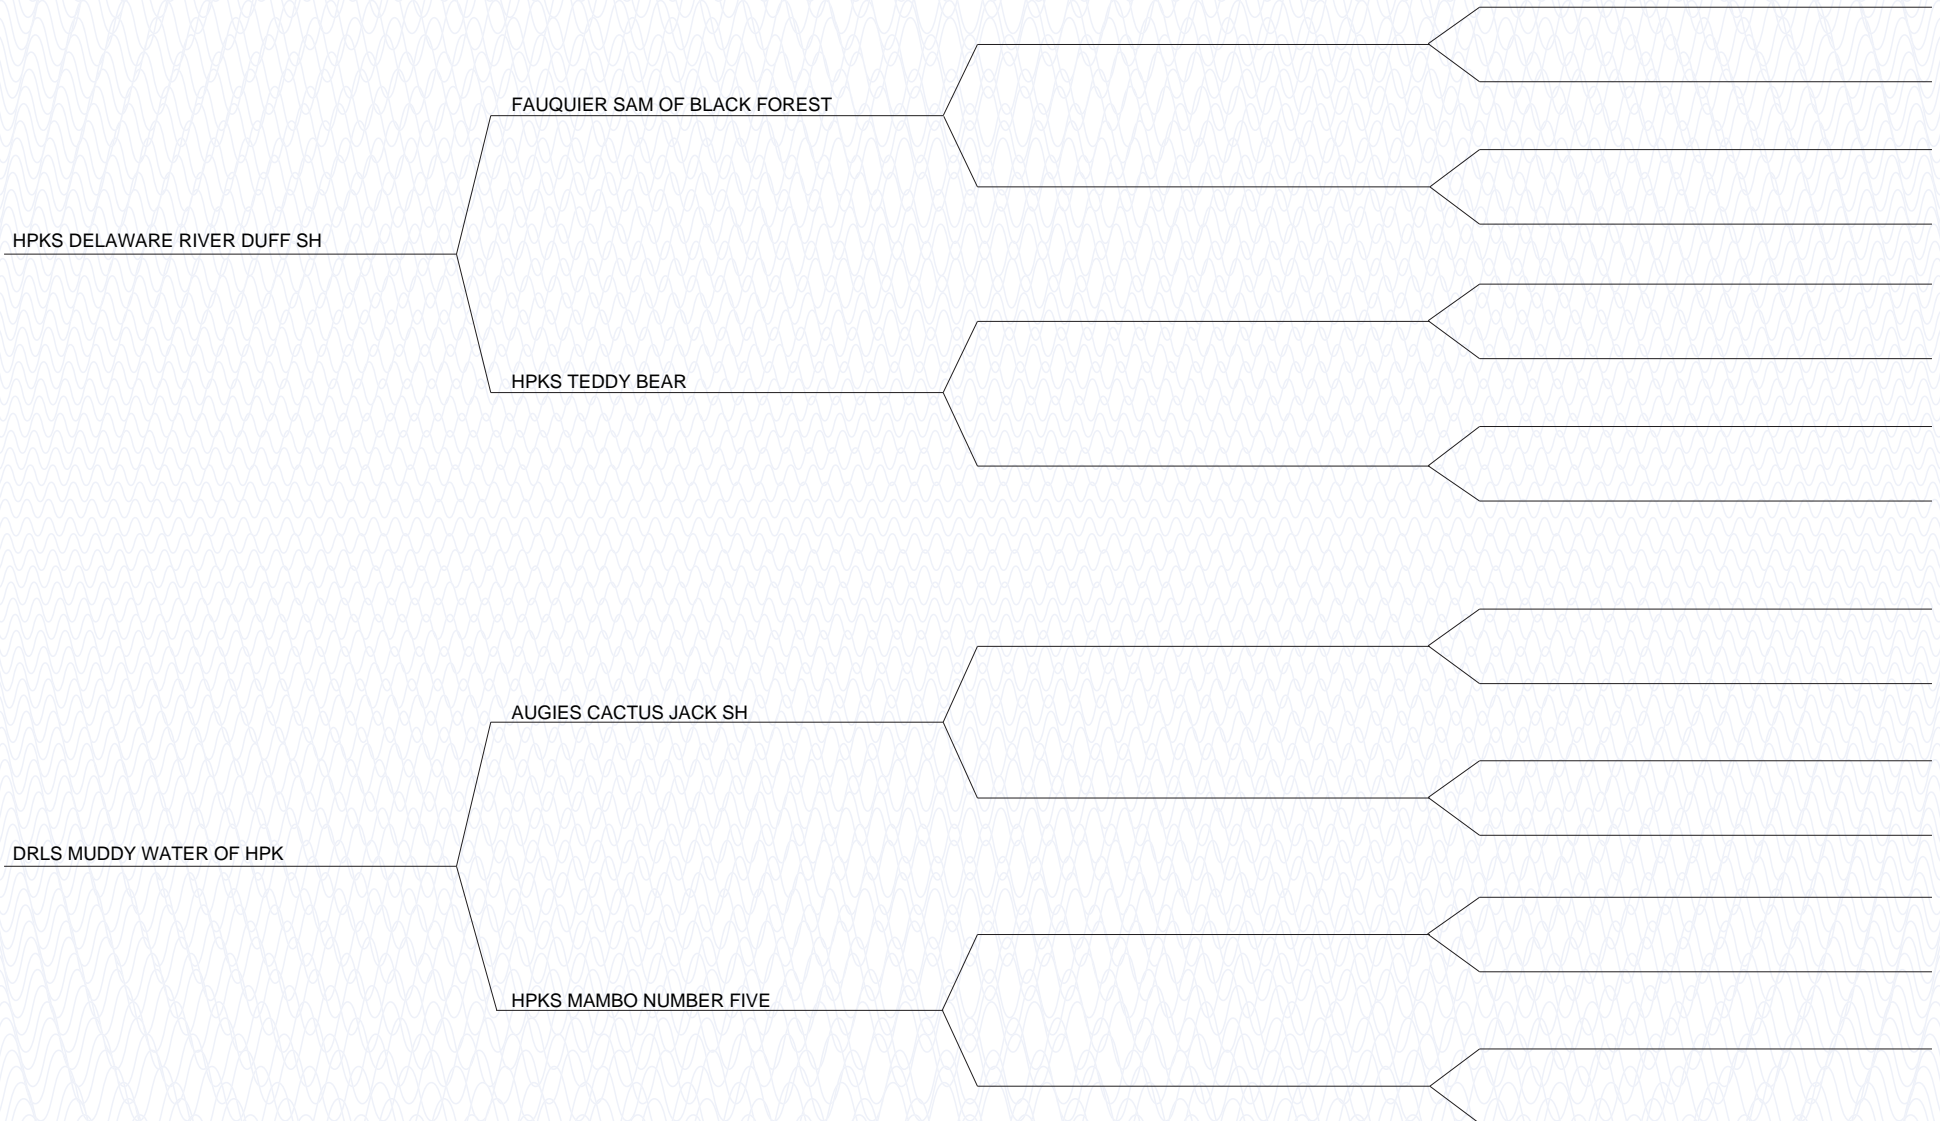 FAUQUIER SAM OF BLACK FOREST
HPKS DELAWARE RIVER DUFF SH
HPKS TEDDY BEAR
AUGIES CACTUS JACK SH
DRLS MUDDY WATER OF HPK
HPKS MAMBO NUMBER FIVE